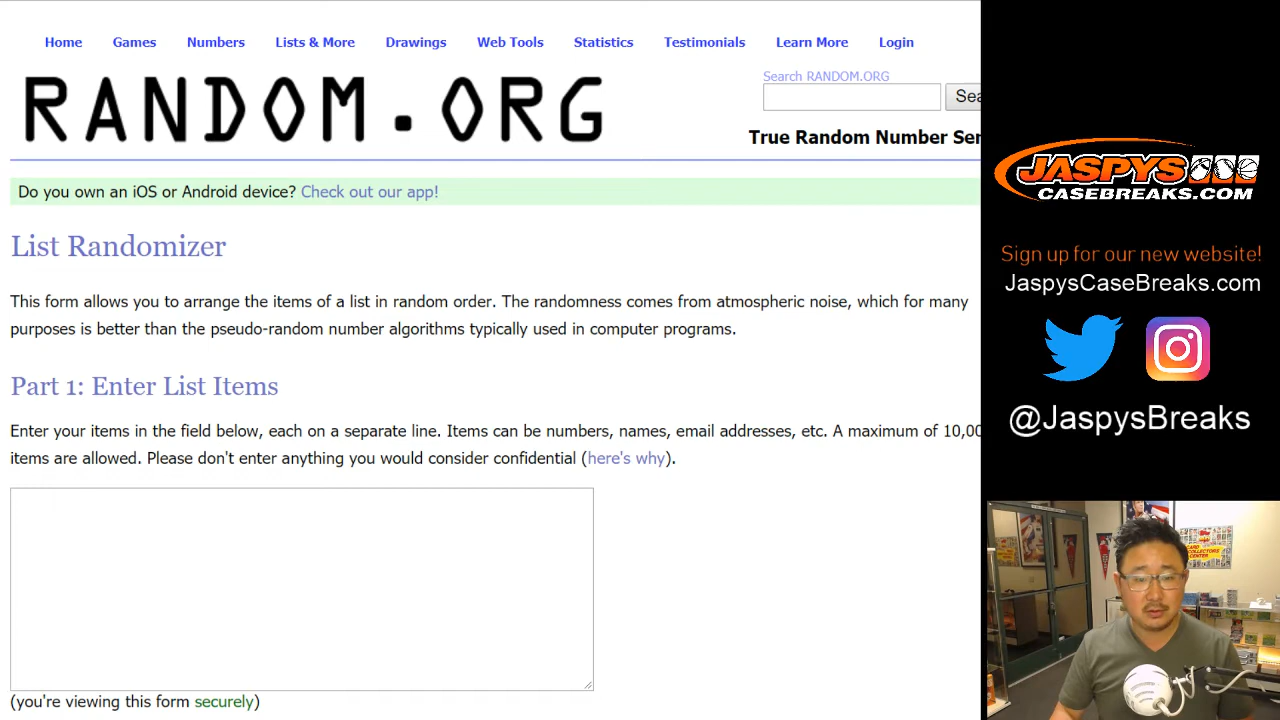 Home Games Numbers Lists & More Drawings Web Tools Statistics Testimonials Learn More Login
RANDOM.ORG
Search RANDOM.ORG
Sea
True Random Number Ser
Do you own an iOS or Android device? Check out our app!
List Randomizer
This form allows you to arrange the items of a list in random order. The randomness comes from atmospheric noise, which for many
purposes is better than the pseudo-random number algorithms typically used in computer programs.
Part 1: Enter List Items
Enter your items in the field below, each on a separate line. Items can be numbers, names, email addresses, etc. A maximum of 10,00
items are allowed. Please don't enter anything you would consider confidential (here's why).
(you're viewing this form securely)
JASPYS
CASEBREAKS.COM
Sign up for our new website!
JaspysCaseBreaks.com
@JaspysBreaks